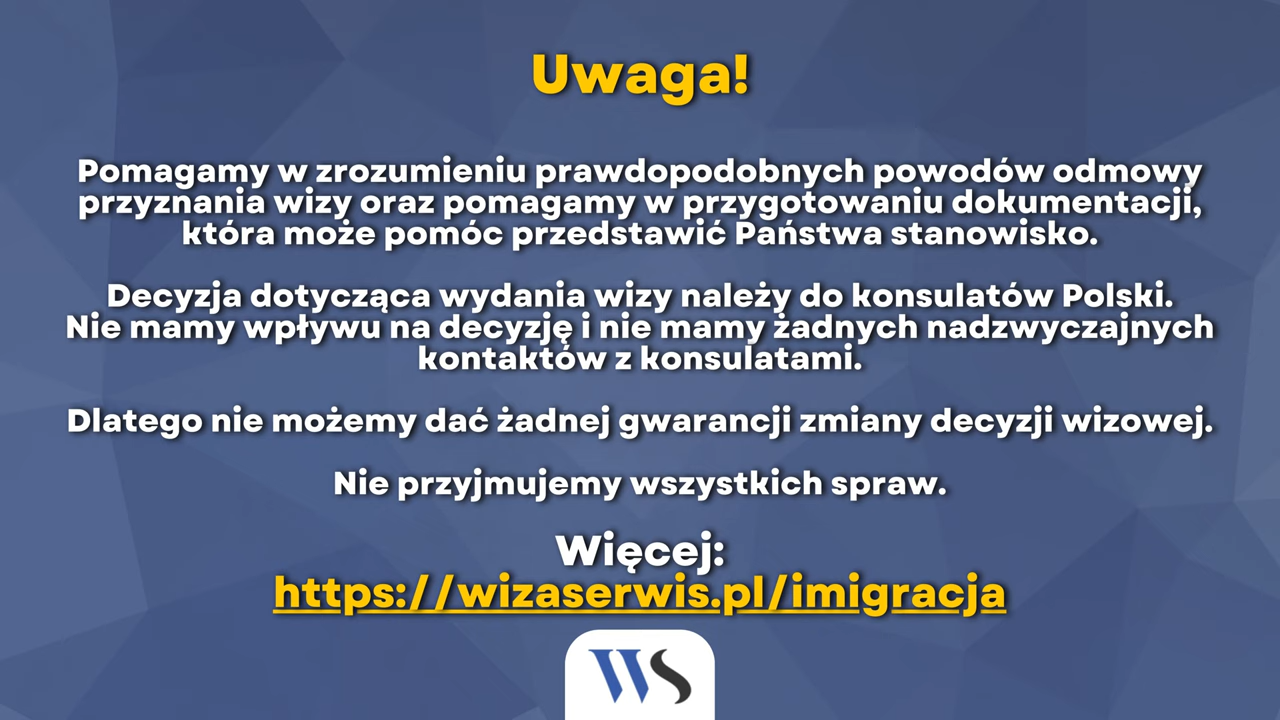 Uwaga!
Pomagamy w zrozumieniu prawdopodobnych powodów odmowy
przyznania wizy oraz pomagamy w przygotowaniu dokumentacji,
która może pomóc przedstawić Państwa stanowisko.
Decyzja dotycząca wydania wizy należy do konsulatów Polski.
Nie mamy wpływu na decyzję i nie mamy żadnych nadzwyczajnych
kontaktów z konsulatami.
Dlatego nie możemy dać żadnej gwarancji zmiany decyzji wizowej.
Nie przyjmujemy wszystkich spraw.
Więcej:
https://wizaserwis.pl/imigracja
WS